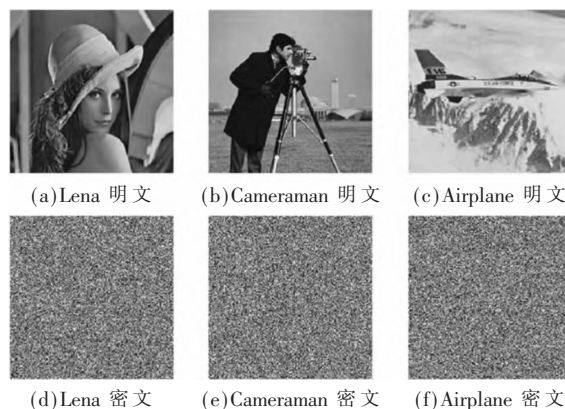 (a)Lena 明文
(b)Cameraman 明文
(c)Airplane 明文
(d)Lena 密文
(e)Cameraman 密文
(f)Airplane 密文